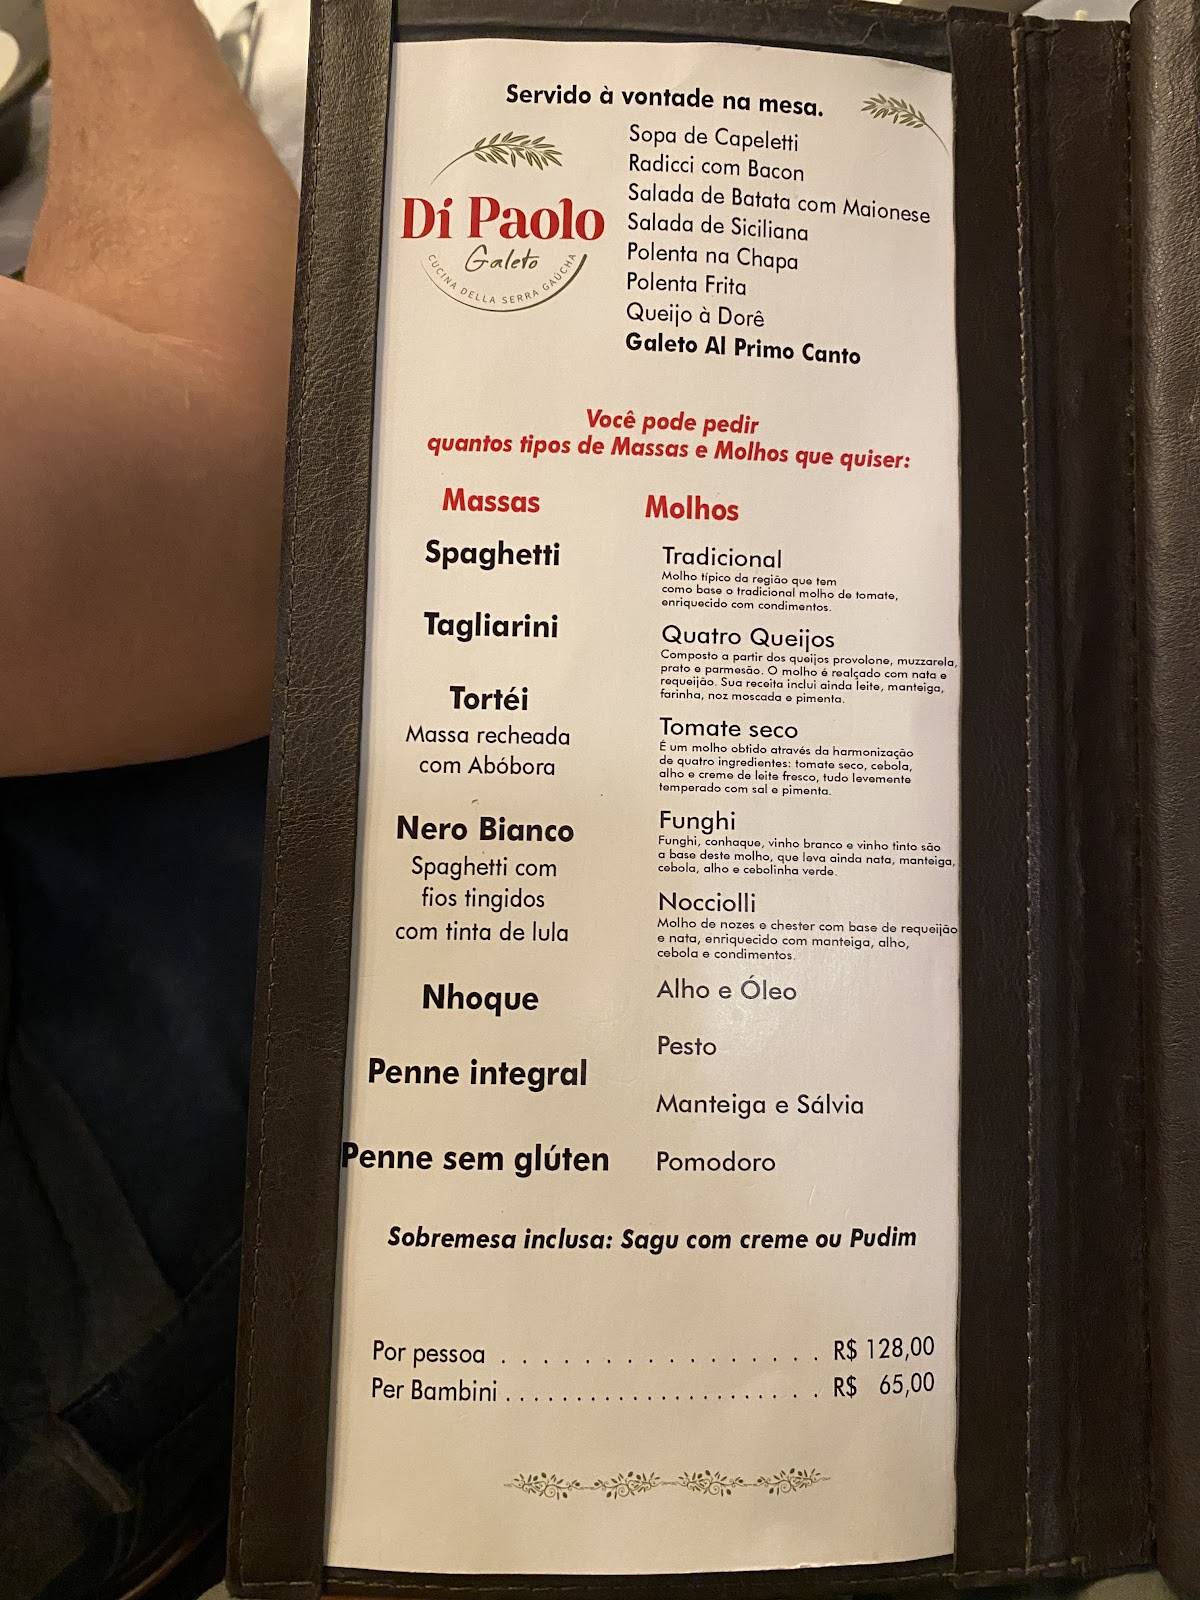 Servido à vontade na mesa.
Di Paolo
Galeto
CUCINA DELLA SERRA GAÚCHA
Sopa de Capeletti
Radicci com Bacon
Salada de Batata com Maionese
Salada de Siciliana
Polenta na Chapa
Polenta Frita
Queijo à Dorê
Galeto Al Primo Canto
Você pode pedir
quantos tipos de Massas e Molhos que quiser:
Massas
Spaghetti
Tagliarini
Tortéi
Massa recheada
com Abóbora
Nero Bianco
Spaghetti com
fios tingidos
com tinta de lula
Nhoque
Penne integral
Penne sem glúten
Molhos
Tradicional
Molho típico da região que tem
como base o tradicional molho de tomate,
enriquecido com condimentos.
Quatro Queijos
Composto a partir dos queijos provolone, muzzarela,
prato e parmesão. O molho é realçado com nata e
requeijão. Sua receita inclui ainda leite, manteiga,
farinha, noz moscada e pimenta.
Tomate seco
É um molho obtido através da harmonização
de quatro ingredientes: tomate seco, cebola,
alho e creme de leite fresco, tudo levemente
temperado com sal e pimenta.
Funghi
Funghi, conhaque, vinho branco e vinho tinto são
a base deste molho, que leva ainda nata, manteiga,
cebola, alho e cebolinha verde.
Nocciolli
Molho de nozes e chester com base de requeijão
e nata, enriquecido com manteiga, alho,
cebola e condimentos.
Alho e Óleo
Pesto
Manteiga e Sálvia
Pomodoro
Sobremesa inclusa: Sagu com creme ou Pudim
Por pessoa . . . . . . . . . . . . . . . . . R$ 128,00
Per Bambini . . . . . . . . . . . . . . . . . . . . . R$ 65,00